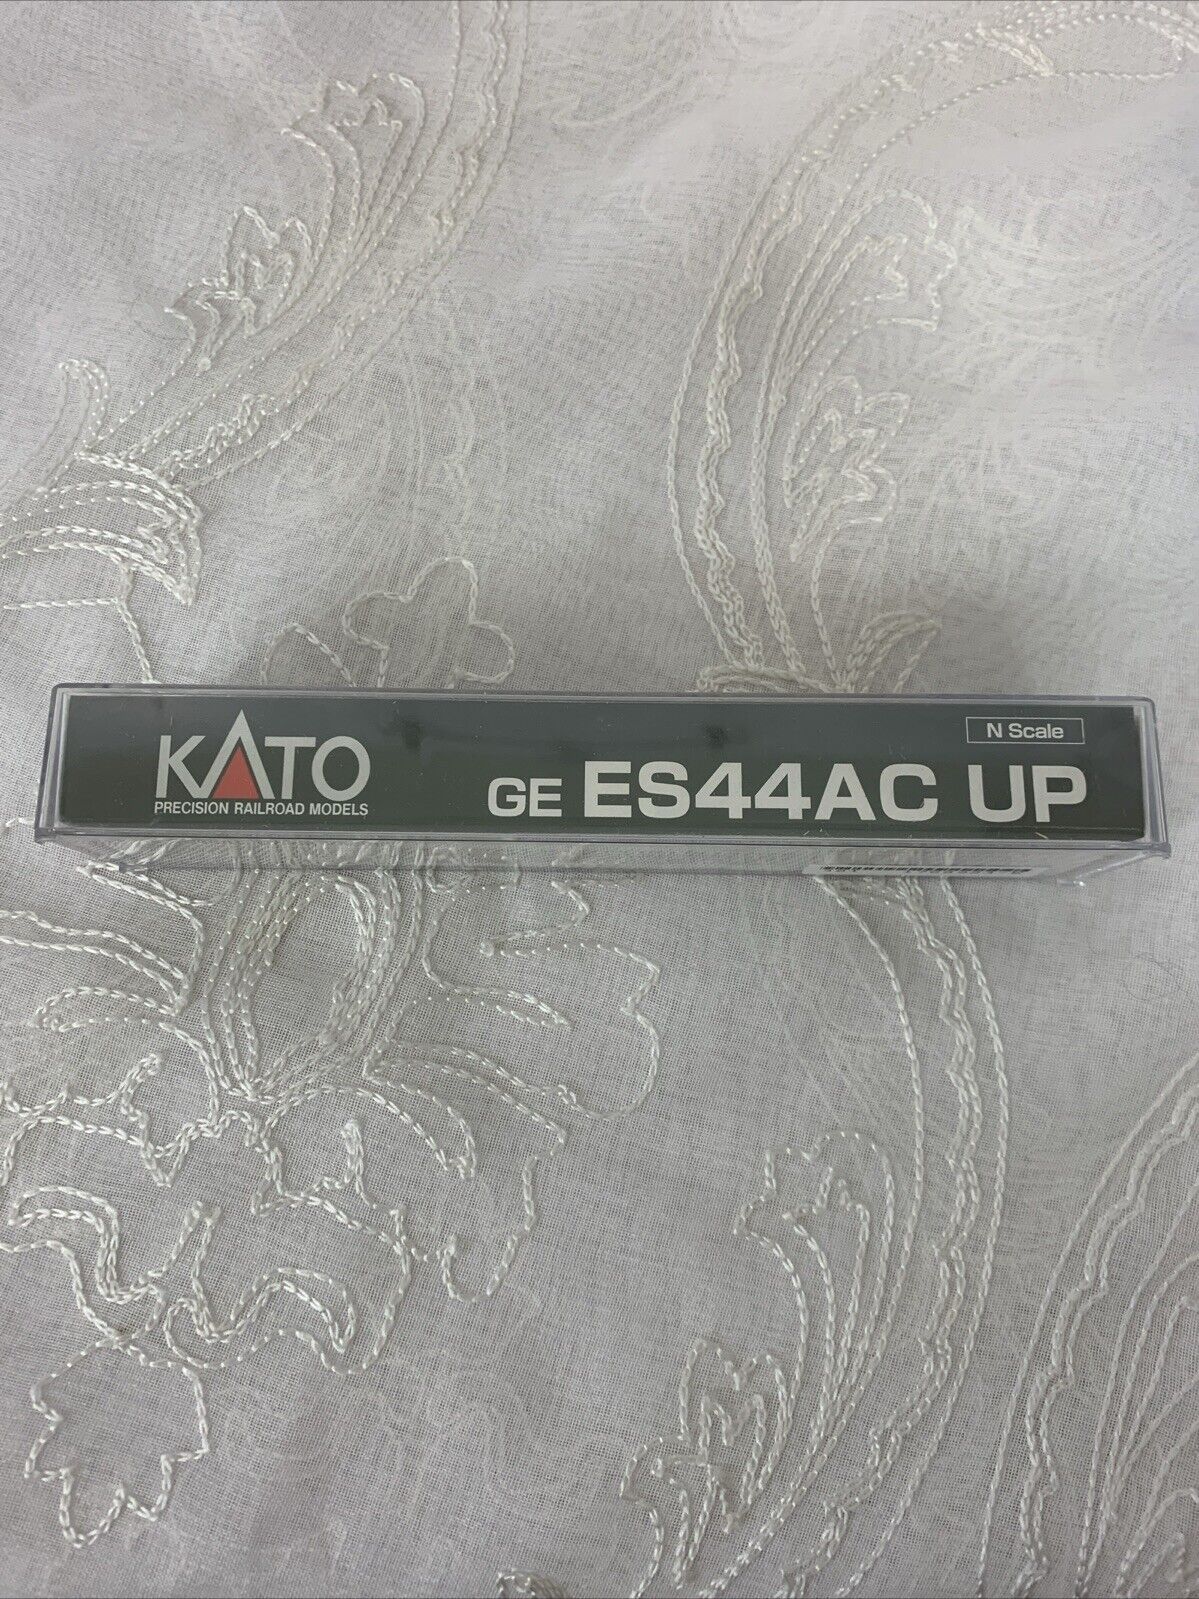 KATO
PRECISION RAILROAD MODELS
N Scale
GE ES44AC UP